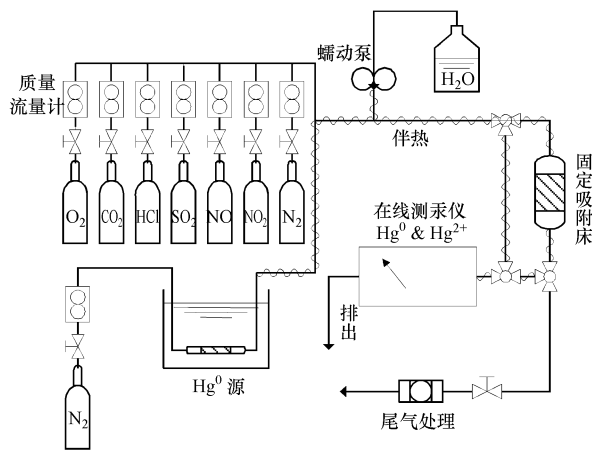 蠕动泵
H₂O
质量
流量计
伴热
O₂
CO₂
HCl
SO₂
NO
NO₂
N₂
固定吸附床
在线测汞仪
Hg⁰ & Hg²⁺
排出
Hg⁰ 源
N₂
尾气处理